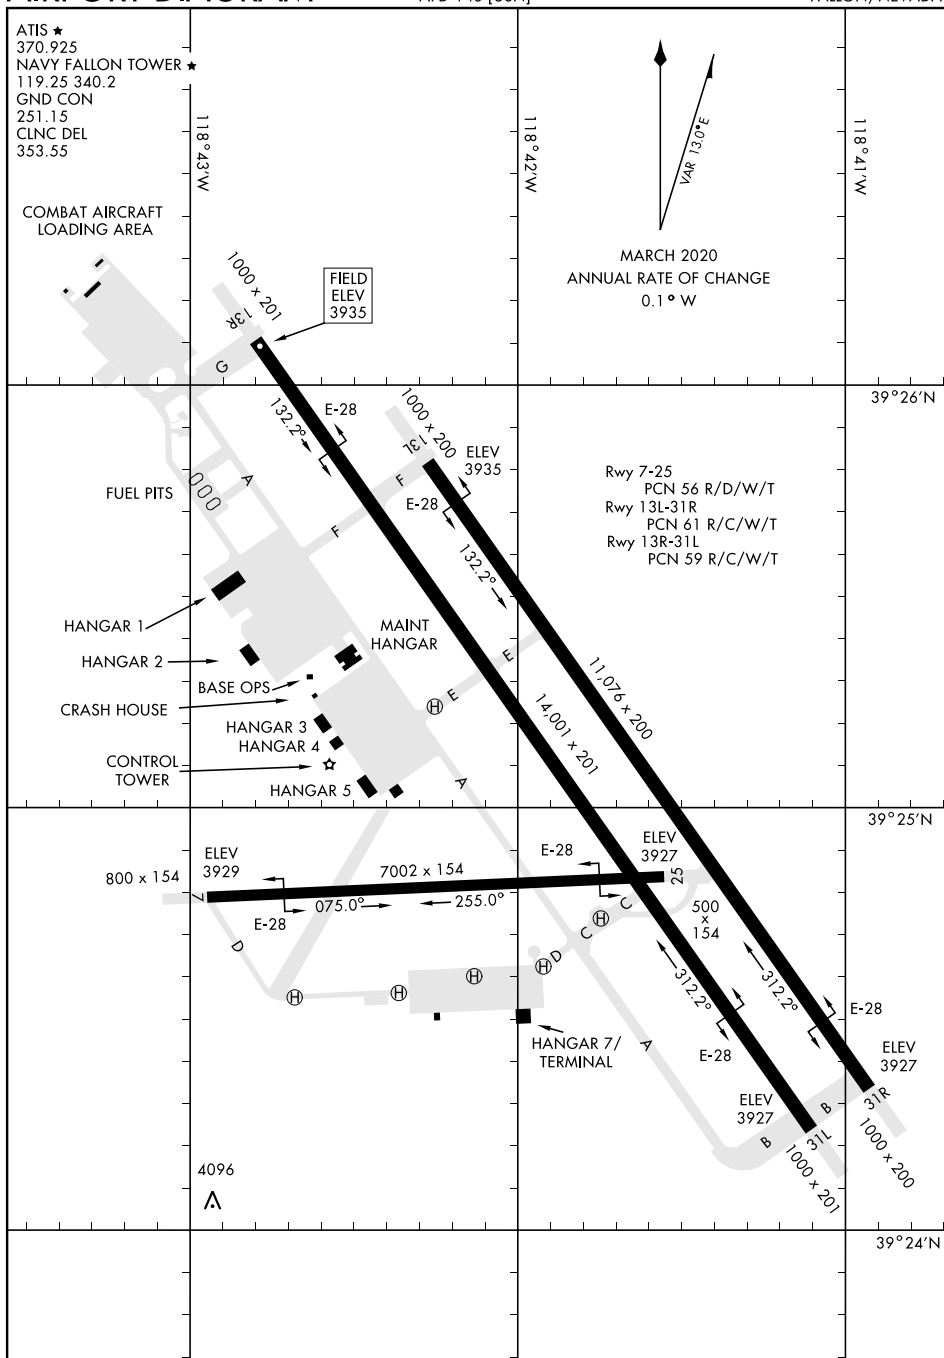 ATIS ★
370.925
NAVY FALLON TOWER ★
119.25 340.2
GND CON
251.15
CLNC DEL
353.55
118°43'W
118°42'W
118°41'W
VAR 13.0°E
MARCH 2020
ANNUAL RATE OF CHANGE
0.1° W
COMBAT AIRCRAFT
LOADING AREA
1000 x 201
13R
FIELD
ELEV
3935
G
39°26'N
132.2°
E-28
1000 x 200
13L
ELEV
3935
F
F
A
E-28
132.2°
FUEL PITS
Rwy 7-25
PCN 56 R/D/W/T
Rwy 13L-31R
PCN 61 R/C/W/T
Rwy 13R-31L
PCN 59 R/C/W/T
HANGAR 1
HANGAR 2
MAINT
HANGAR
BASE OPS
CRASH HOUSE
HANGAR 3
HANGAR 4
CONTROL
TOWER
HANGAR 5
H
E
E
11,076 x 200
14,001 x 201
A
39°25'N
800 x 154
ELEV
3929
7002 x 154
E-28
ELEV
3927
7
25
E-28
075.0°
255.0°
500
x
154
D
H
C
C
D
H
H
H
H
312.2°
312.2°
E-28
E-28
HANGAR 7/
TERMINAL
A
ELEV
3927
ELEV
3927
B
B
31L
31R
1000 x 201
1000 x 200
4096
39°24'N